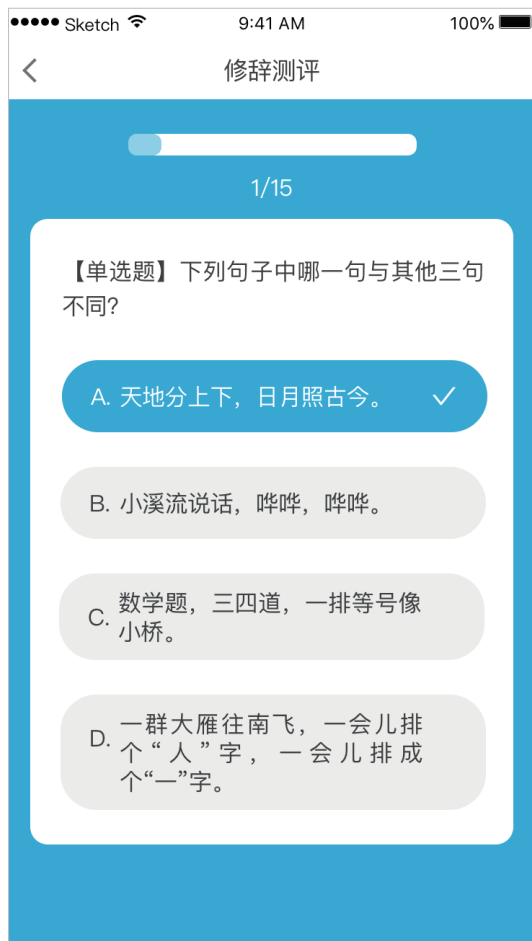 ●●●●● Sketch 9:41 AM 100%
修辞测评
1/15
【单选题】下列句子中哪一句与其他三句
不同?
A. 天地分上下，日月照古今。
B. 小溪流说话，哗哗，哗哗。
C. 数学题，三四道，一排等号像
小桥。
D. 一群大雁往南飞，一会儿排
个“人”字，一会儿排成
个“一”字。